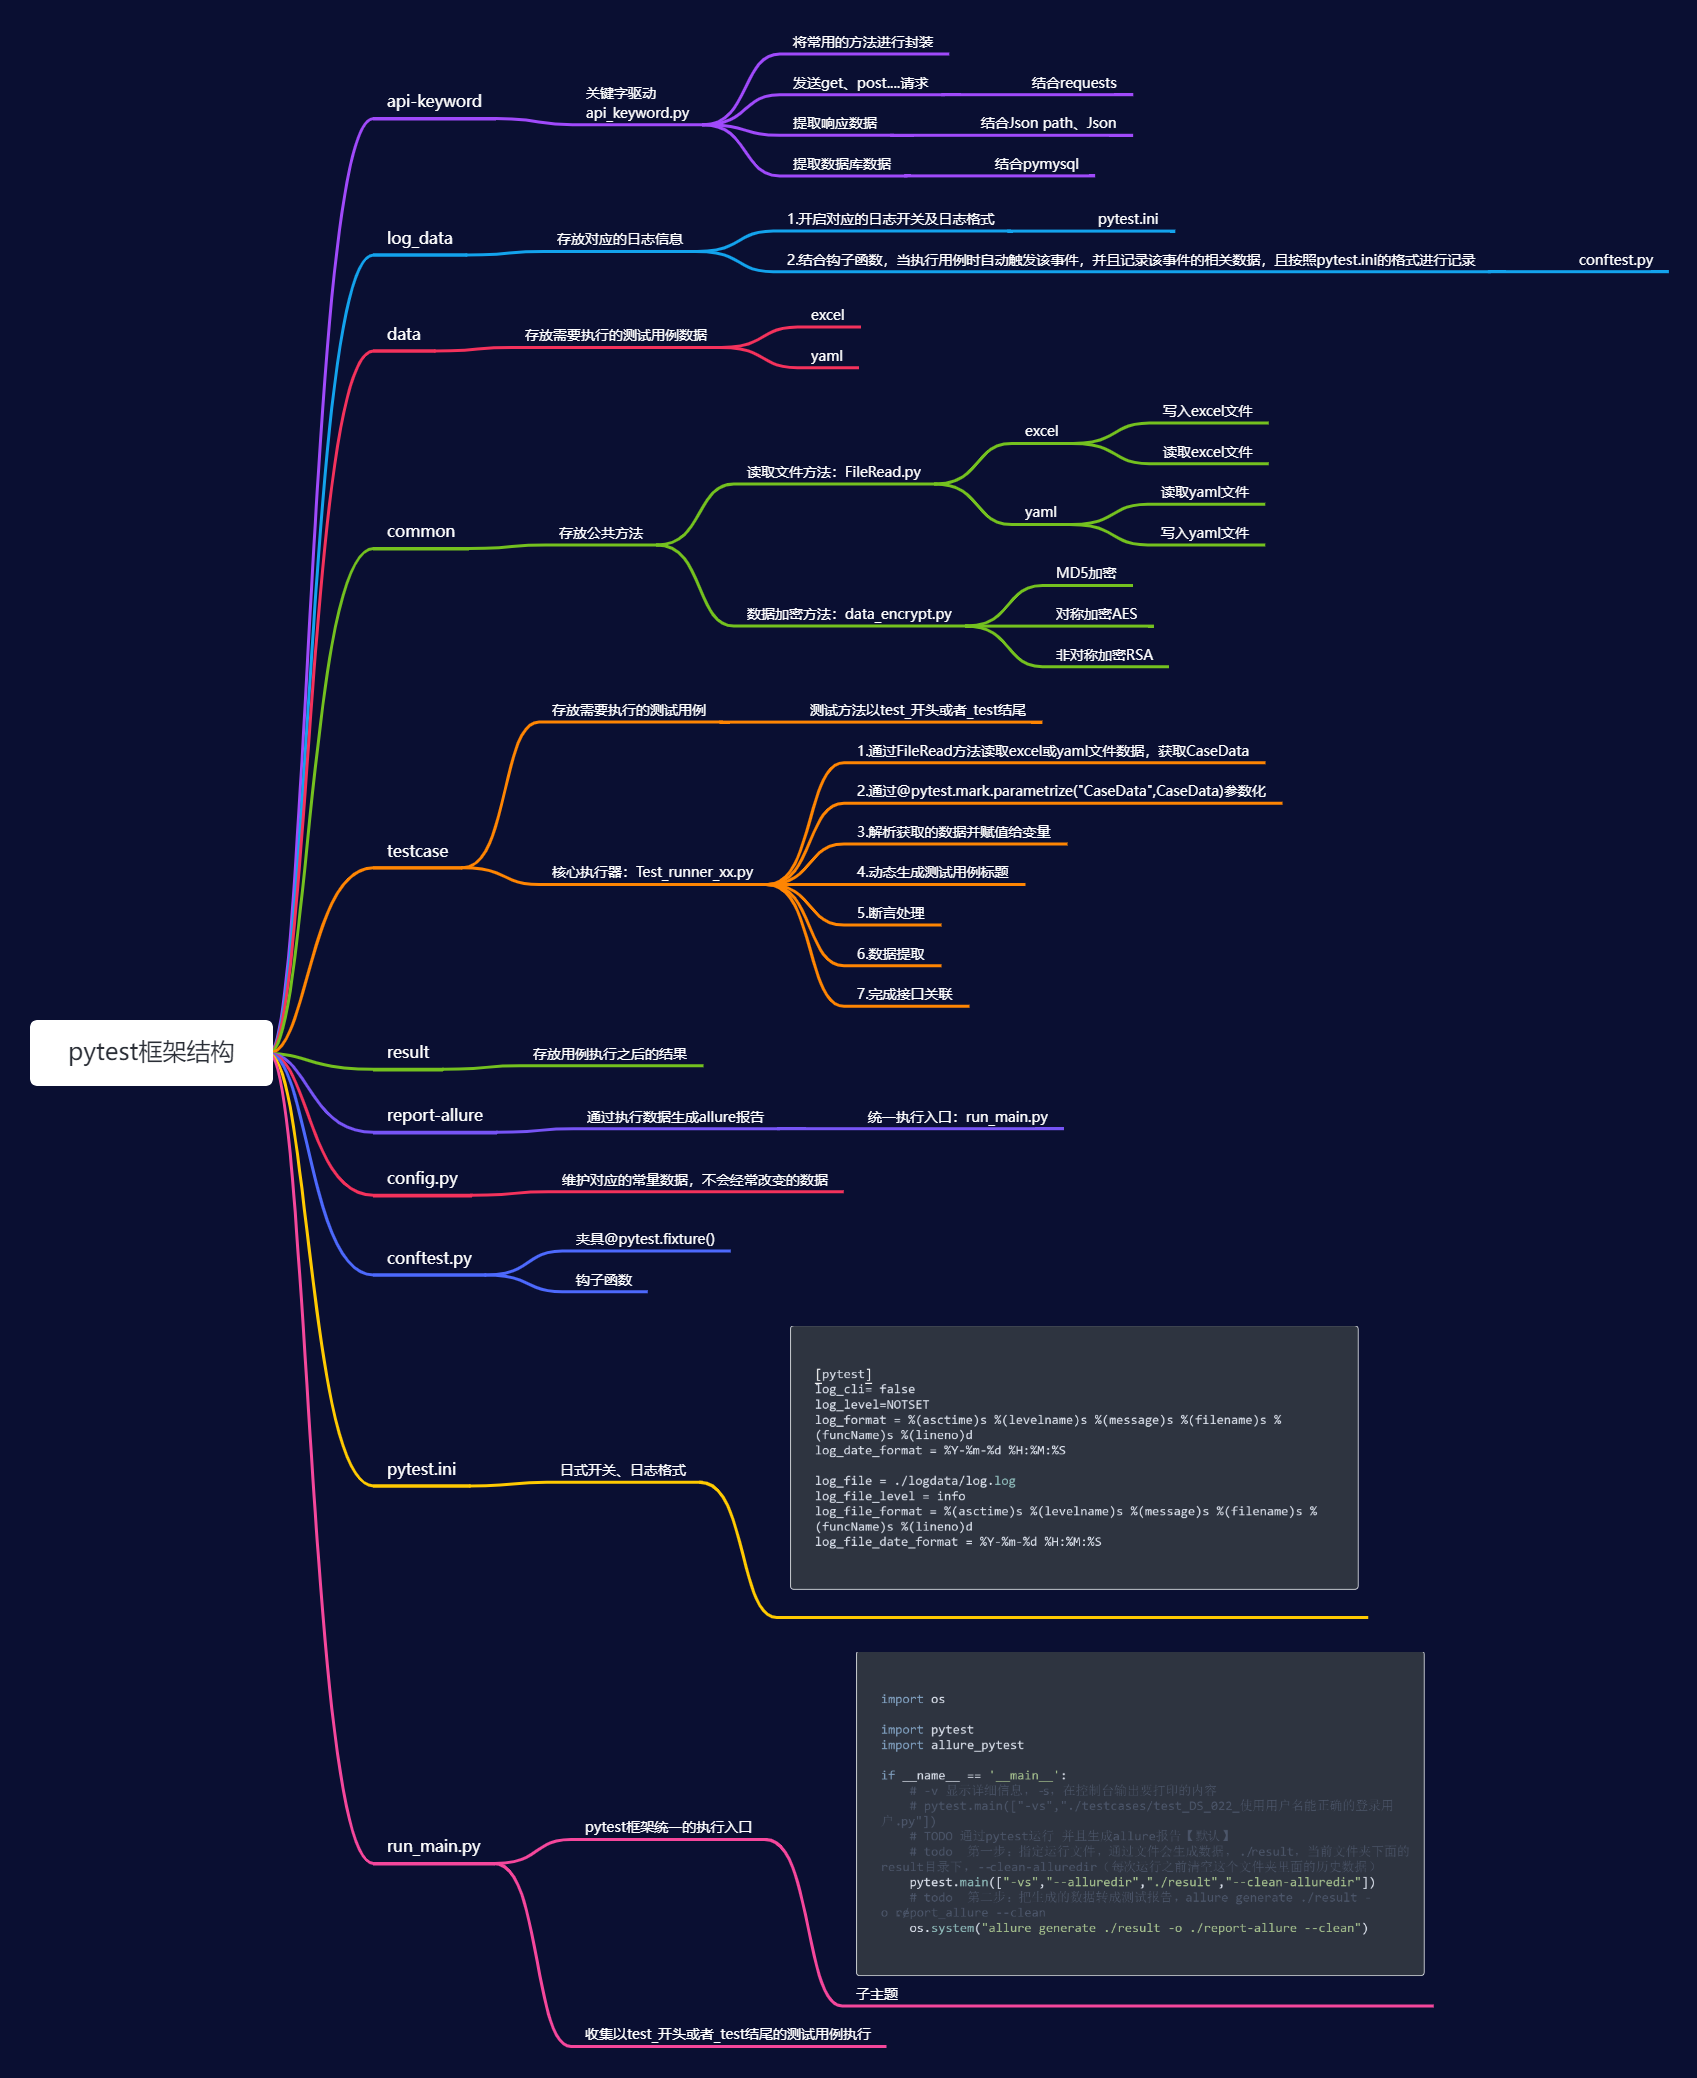 pytest框架结构
api-keyword
关键字驱动
api_keyword.py
将常用的方法进行封装
发送get、post....请求
结合requests
提取响应数据
结合Json path、Json
提取数据库数据
结合pymysql
log_data
存放对应的日志信息
1.开启对应的日志开关及日志格式
pytest.ini
2.结合钩子函数，当执行用例时自动触发该事件，并且记录该事件的相关数据，且按照pytest.ini的格式进行记录
conftest.py
data
存放需要执行的测试用例数据
excel
yaml
common
存放公共方法
读取文件方法：FileRead.py
excel
写入excel文件
读取excel文件
yaml
读取yaml文件
写入yaml文件
数据加密方法：data_encrypt.py
MD5加密
对称加密AES
非对称加密RSA
testcase
存放需要执行的测试用例
测试方法以test_开头或者_test结尾
核心执行器：Test_runner_xx.py
1.通过FileRead方法读取excel或yaml文件数据，获取CaseData
2.通过@pytest.mark.parametrize("CaseData",CaseData)参数化
3.解析获取的数据并赋值给变量
4.动态生成测试用例标题
5.断言处理
6.数据提取
7.完成接口关联
result
存放用例执行之后的结果
report-allure
通过执行数据生成allure报告
统一执行入口：run_main.py
config.py
维护对应的常量数据，不会经常改变的数据
conftest.py
夹具@pytest.fixture()
钩子函数
pytest.ini
日式开关、日志格式
[pytest]
log_cli= false
log_level=NOTSET
log_format = %(asctime)s %(levelname)s %(message)s %(filename)s %
(funcName)s %(lineno)d
log_date_format = %Y-%m-%d %H:%M:%S
log_file = ./logdata/log.log
log_file_level = info
log_file_format = %(asctime)s %(levelname)s %(message)s %(filename)s %
(funcName)s %(lineno)d
log_file_date_format = %Y-%m-%d %H:%M:%S
run_main.py
pytest框架统一的执行入口
import os
import pytest
import allure_pytest
if __name__ == '__main__':
# -v 显示详细信息，-s，在控制台输出要打印的内容
# pytest.main(["-vs","./testcases/test_DS_022_使用用户名能正确的登录用
户.py"])
# TODO 通过pytest运行 并且生成allure报告【默认】
# todo 第一步：指定运行文件，通过文件会生成数据，./result，当前文件夹下面的
result目录下，--clean-alluredir（每次运行之前清空这个文件夹里面的历史数据）
pytest.main(["-vs","--alluredir","./result","--clean-alluredir"])
# todo 第二步：把生成的数据转成测试报告，allure generate ./result -
o report_allure --clean
os.system("allure generate ./result -o ./report-allure --clean")
子主题
收集以test_开头或者_test结尾的测试用例执行